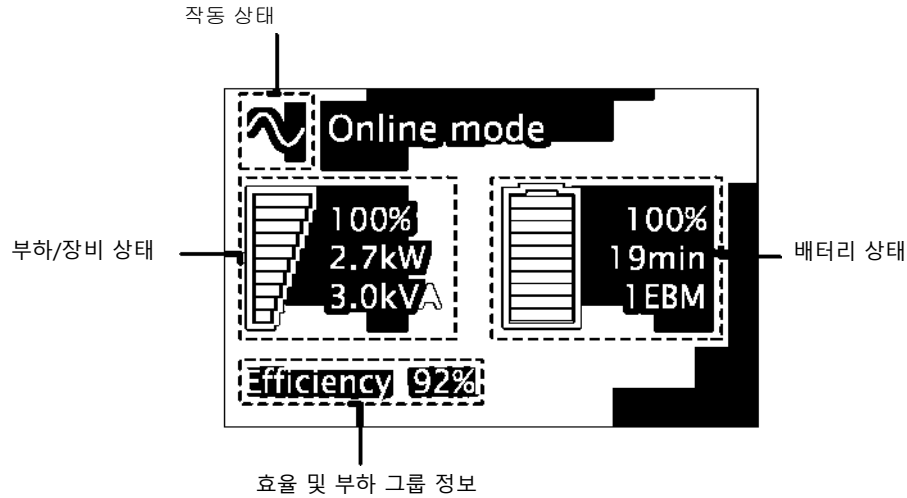 작동 상태
Online mode
100%
2.7kW
3.0kVA
100%
19min
1EBM
부하/장비 상태
배터리 상태
Efficiency 92%
효율 및 부하 그룹 정보